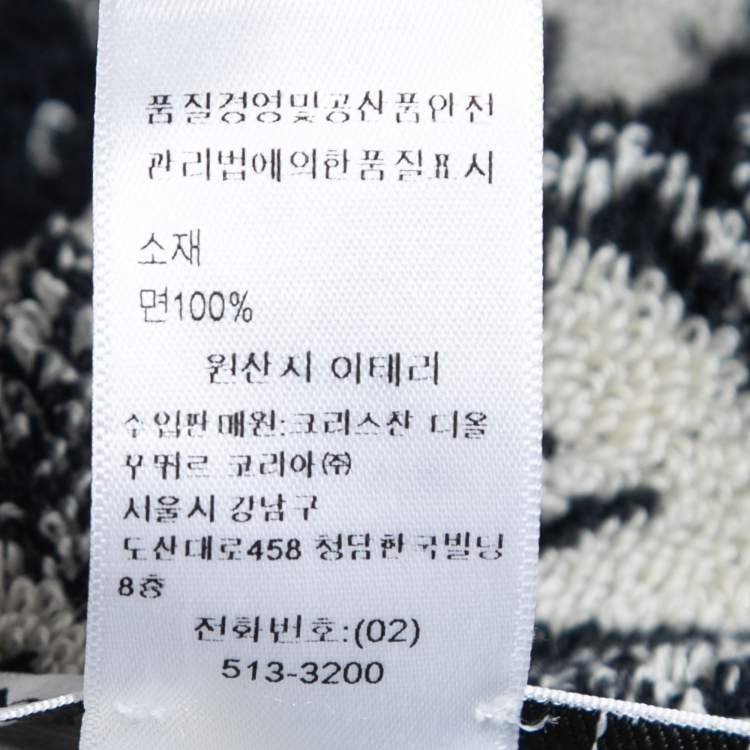 품질경영및공산품안전
관리법에의한품질표시
소재
면100%
원산지 이태리
수입판매원:크리스챤 디올
꾸뛰르 코리아㈜
서울시 강남구
도산대로458 청담한국빌딩
8층
전화번호:(02)
513-3200